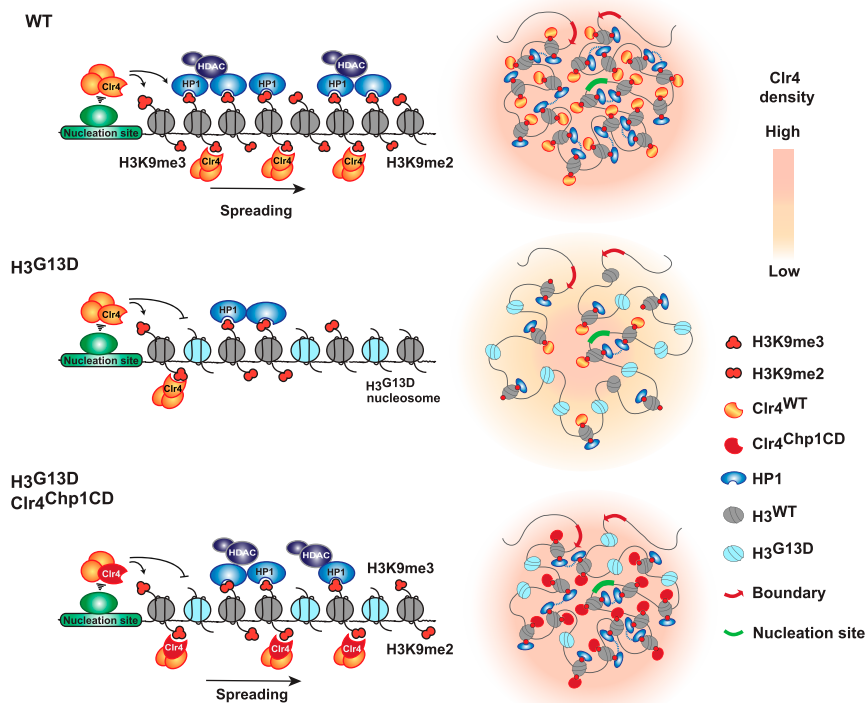 WT
Clr4
HDAC
HDAC
HP1
HP1
HP1
Nucleation site
H3K9me3
Clr4
Clr4
Clr4
H3K9me2
Spreading
Clr4
density
High
Low
H3G13D
Clr4
HP1
Nucleation site
Clr4
H3G13D
nucleosome
H3K9me3
H3K9me2
Clr4WT
Clr4Chp1CD
HP1
H3WT
H3G13D
Boundary
Nucleation site
H3G13D
Clr4Chp1CD
HDAC
HDAC
H3K9me3
Clr4
HP1
HP1
Nucleation site
Clr4
Clr4
Clr4
H3K9me2
Spreading